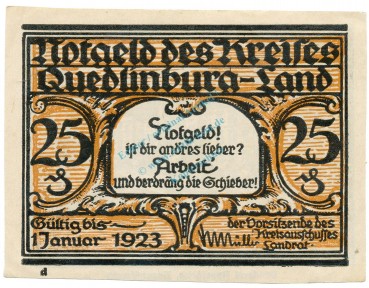 Notgeld des Kreises
Quedlinburg-Land
25
Notgeld!
ist dir andres lieber?
Arbeit
und verdräng die Schieber!
25
Gültig bis
1 Januar 1923
der Vorsitzende des
Kreisausschusses
Müller
Landrat
d